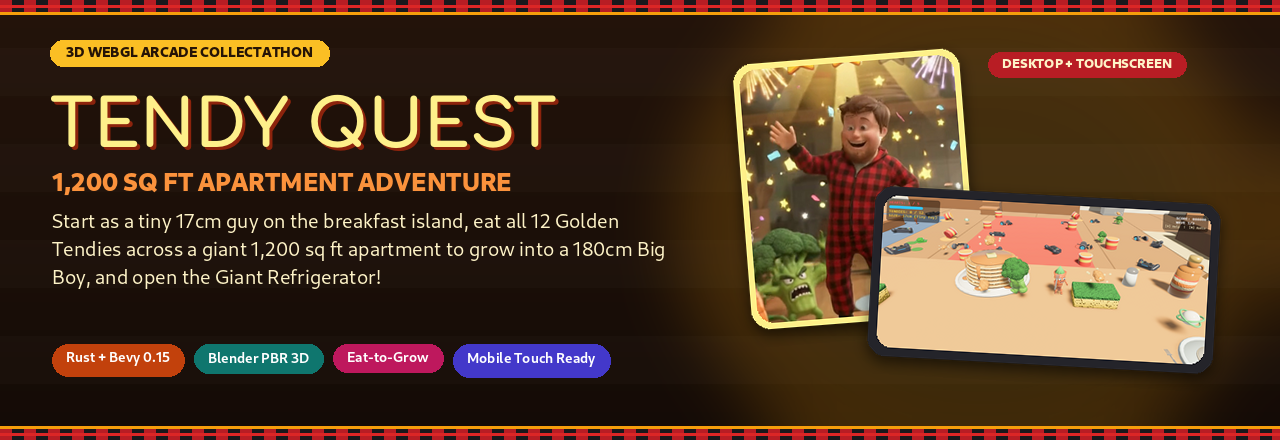 3D WEBGL ARCADE COLLECTATHON
DESKTOP + TOUCHSCREEN
TENDY QUEST
1,200 SQ FT APARTMENT ADVENTURE
Start as a tiny 17cm guy on the breakfast island, eat all 12 Golden
Tendies across a giant 1,200 sq ft apartment to grow into a 180cm Big
Boy, and open the Giant Refrigerator!
Rust + Bevy 0.15
Blender PBR 3D
Eat-to-Grow
Mobile Touch Ready